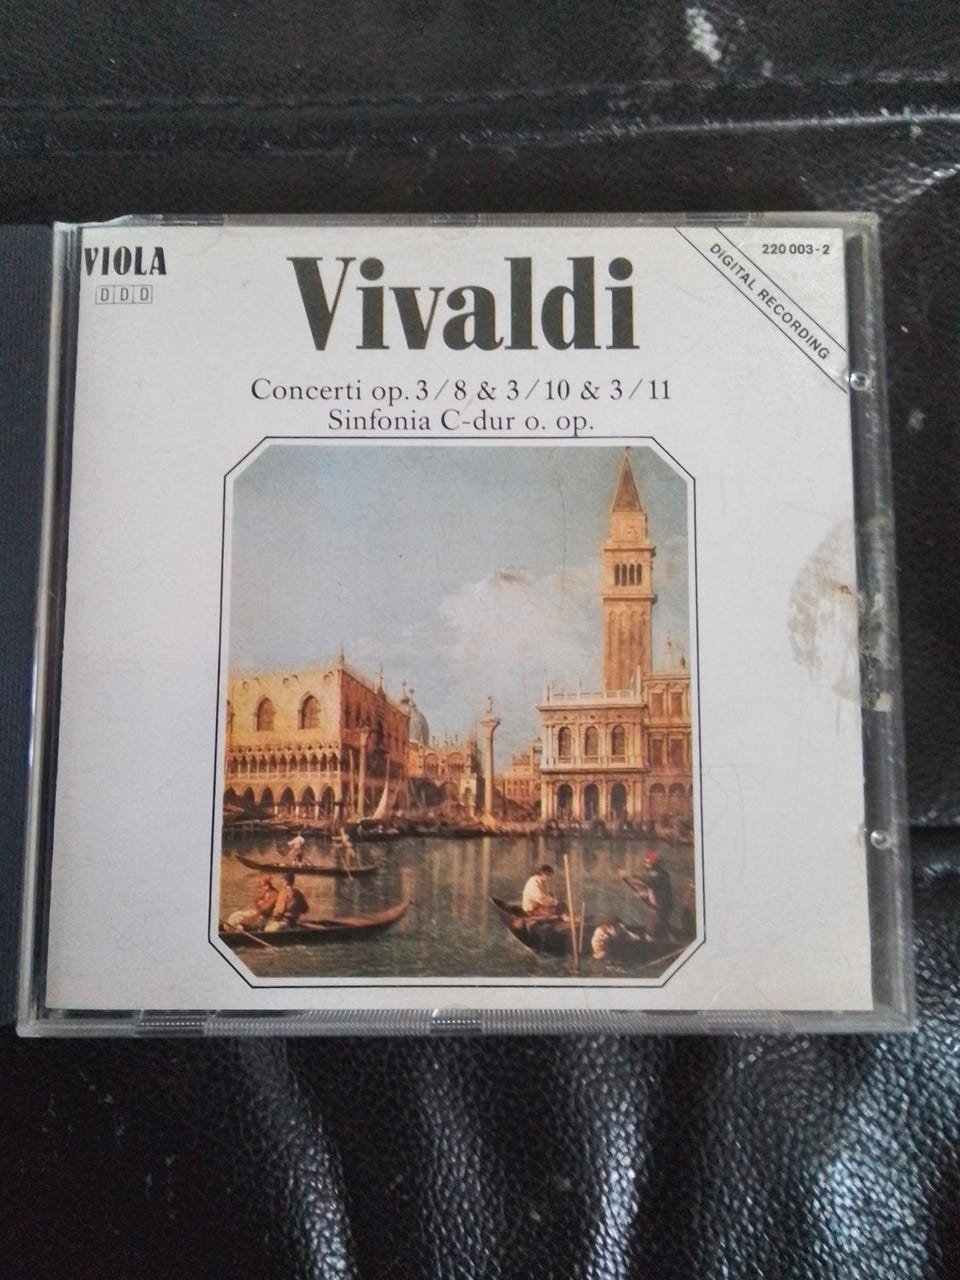 VIOLA
DDD
Vivaldi
220 003-2
DIGITAL RECORDING
Concerti op. 3/8 & 3/10 & 3/11
Sinfonia C-dur o. op.